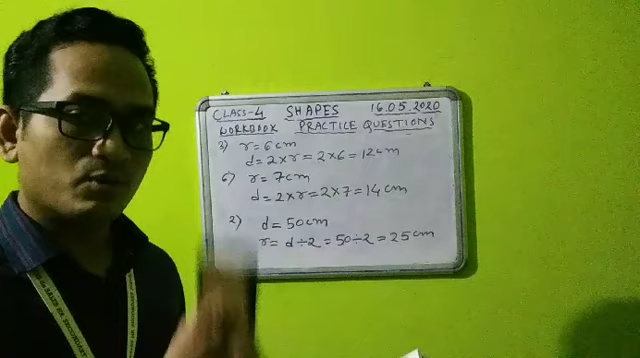 CLASS-4 SHAPES 16.05.2020
WORKBOOK PRACTICE QUESTIONS
3) r = 6cm
d = 2×r = 2×6 = 12cm
6) r = 7cm
d = 2×r = 2×7 = 14cm
2) d = 50cm
r = d÷2 = 50÷2 = 25cm